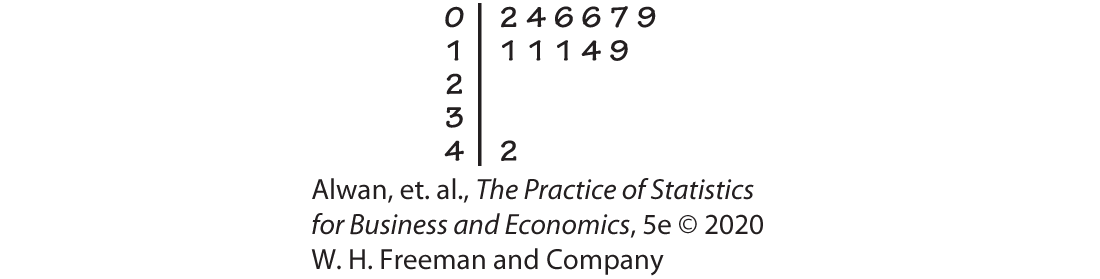 0 | 2 4 6 6 7 9
1 | 1 1 1 4 9
2 |
3 |
4 | 2
Alwan, et. al., The Practice of Statistics
for Business and Economics, 5e © 2020
W. H. Freeman and Company